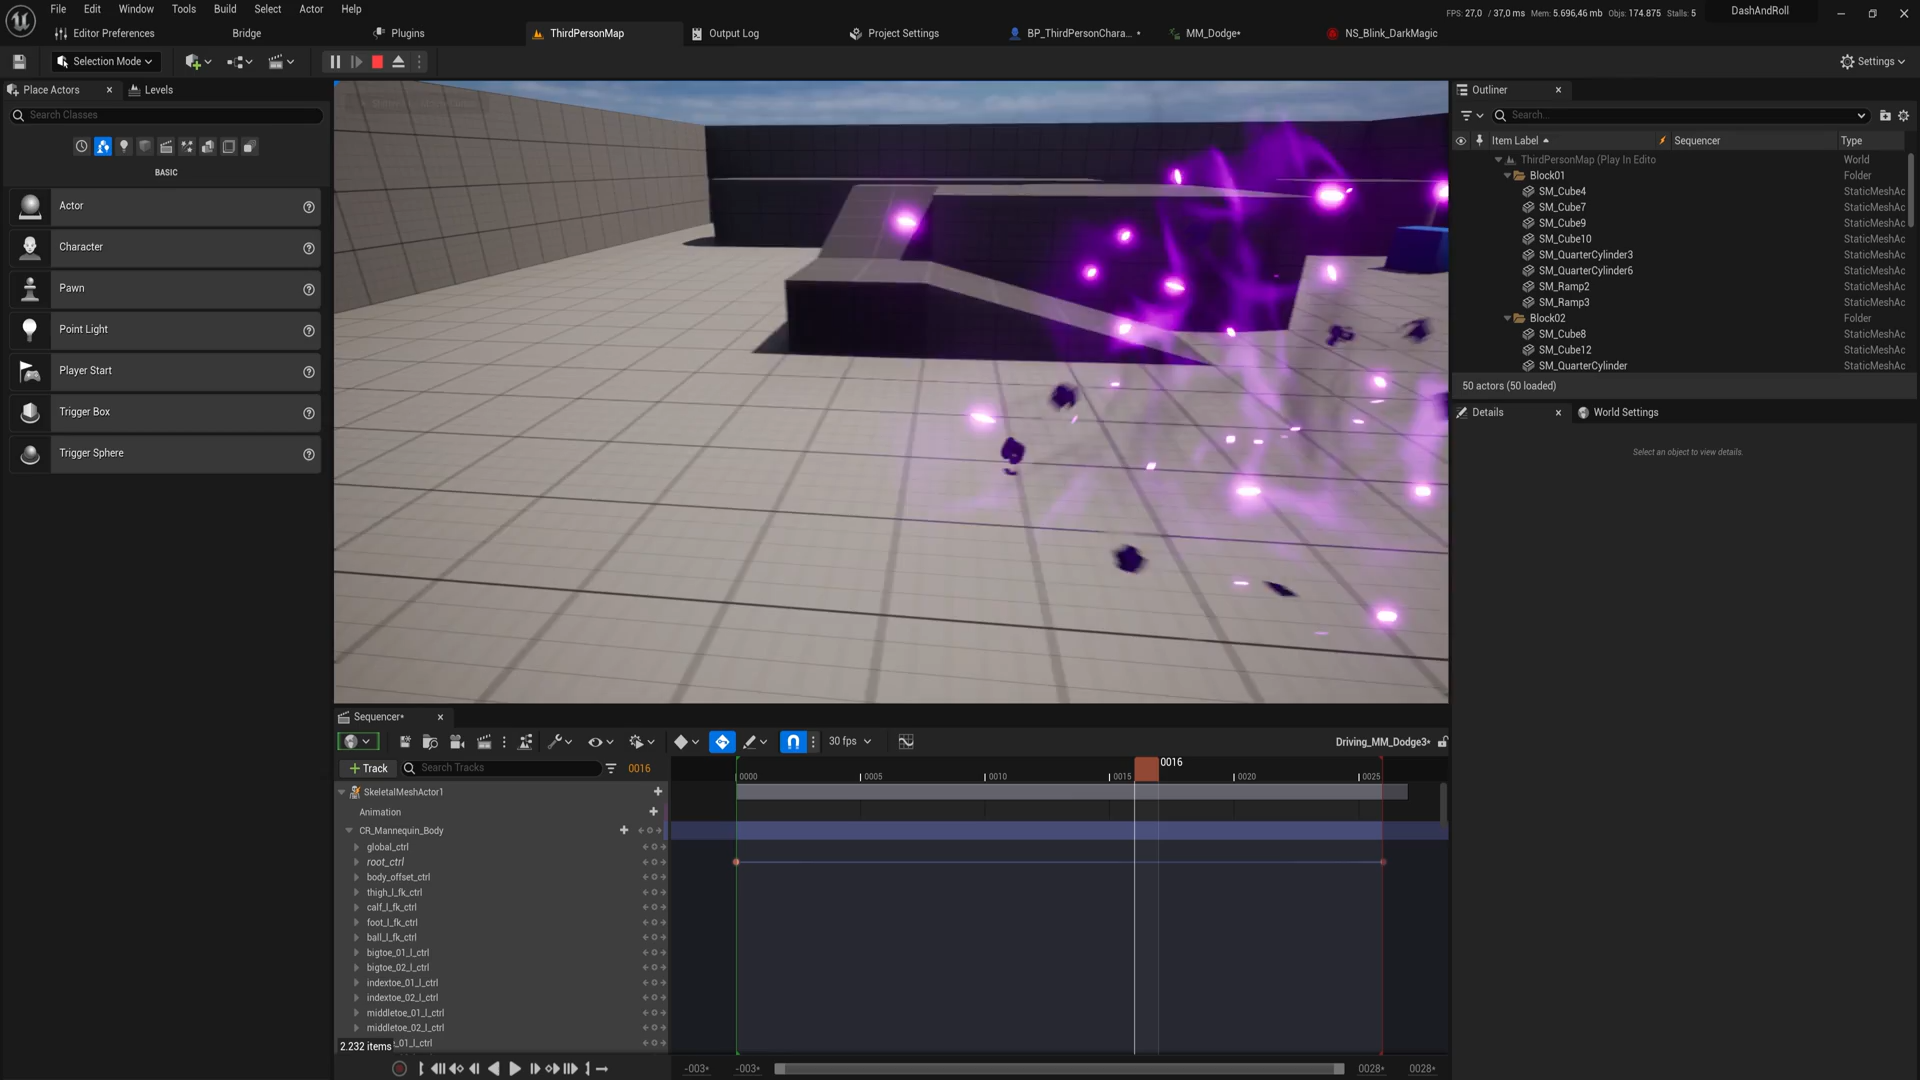 File Edit Window Tools Build Select Actor Help
FPS: 27,0 / 37,0 ms Mem: 5.696,46 mb Objs: 174.875 Stalls: 5
DashAndRoll
Editor Preferences
Bridge
Plugins
ThirdPersonMap
Output Log
Project Settings
BP_ThirdPersonChara... •
MM_Dodge*
NS_Blink_DarkMagic
Selection Mode
Settings
Place Actors
Levels
Search Classes
BASIC
Actor
Character
Pawn
Point Light
Player Start
Trigger Box
Trigger Sphere
Outliner
Search...
Item Label Sequencer Type
ThirdPersonMap (Play In Edito World
Block01 Folder
SM_Cube4 StaticMeshAc
SM_Cube7 StaticMeshAc
SM_Cube9 StaticMeshAc
SM_Cube10 StaticMeshAc
SM_QuarterCylinder3 StaticMeshAc
SM_QuarterCylinder6 StaticMeshAc
SM_Ramp2 StaticMeshAc
SM_Ramp3 StaticMeshAc
Block02 Folder
SM_Cube8 StaticMeshAc
SM_Cube12 StaticMeshAc
SM_QuarterCylinder StaticMeshAc
50 actors (50 loaded)
Details
World Settings
Select an object to view details.
Sequencer*
30 fps
Driving_MM_Dodge3*
Track
Search Tracks
0016
0016
0000 0005 0010 0015 0020 0025
SkeletalMeshActor1
Animation
CR_Mannequin_Body
global_ctrl
root_ctrl
body_offset_ctrl
thigh_l_fk_ctrl
calf_l_fk_ctrl
foot_l_fk_ctrl
ball_l_fk_ctrl
bigtoe_01_l_ctrl
bigtoe_02_l_ctrl
indextoe_01_l_ctrl
indextoe_02_l_ctrl
middletoe_01_l_ctrl
middletoe_02_l_ctrl
2.232 items
_01_l_ctrl
-003* -003* 0028* 0028*